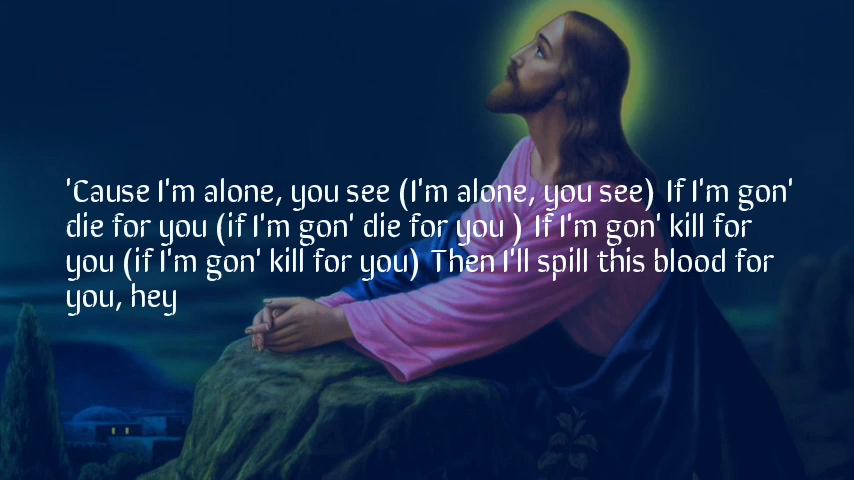 'Cause I'm alone, you see (I'm alone, you see) If I'm gon'
die for you (if I'm gon' die for you ) If I'm gon' kill for
you (if I'm gon' kill for you) Then I'll spill this blood for
you, hey